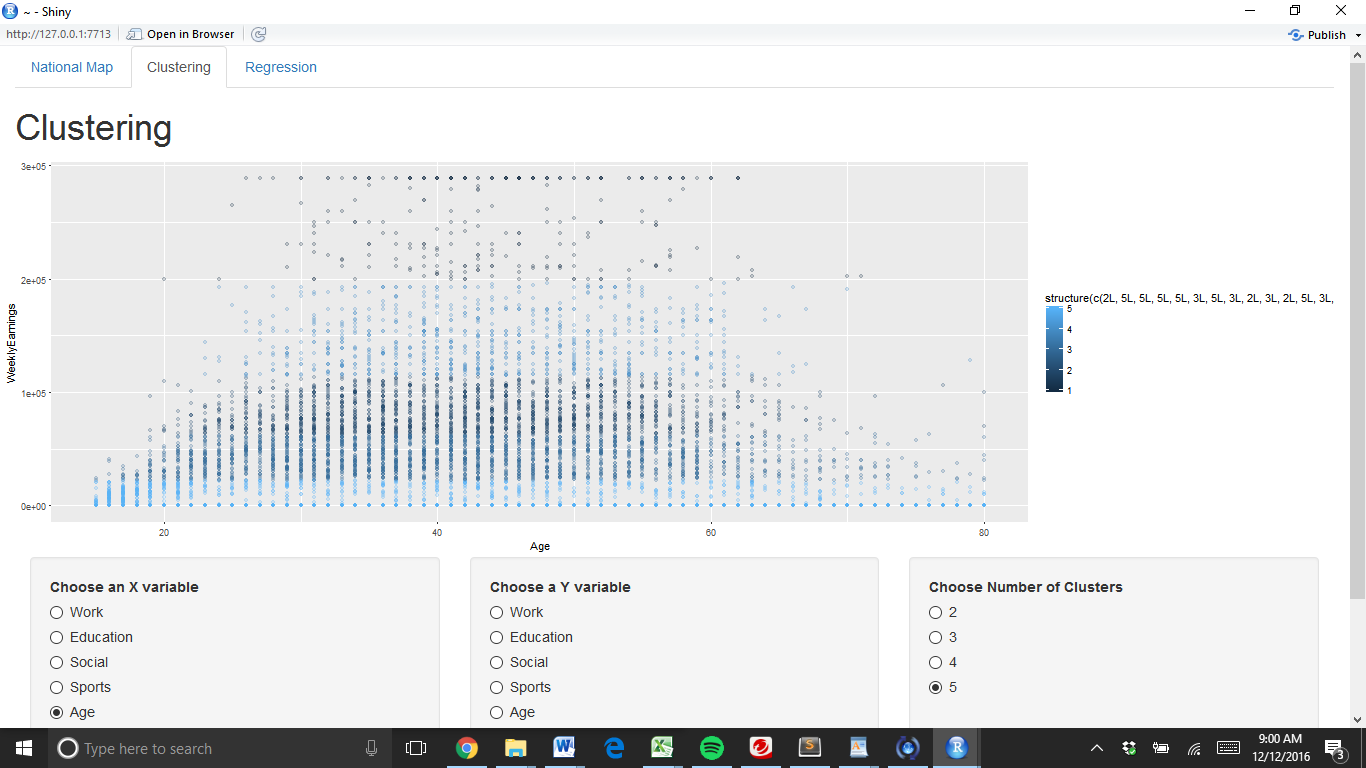 ~ - Shiny
http://127.0.0.1:7713 Open in Browser Publish
National Map Clustering Regression
Clustering
3e+05
2e+05
1e+05
0e+00
WeeklyEarnings
20 40 60 80
Age
structure(c(2L, 5L, 5L, 5L, 5L, 3L, 5L, 3L, 2L, 3L, 2L, 5L, 3L,
5
4
3
2
1
Choose an X variable
Work
Education
Social
Sports
Age
Choose a Y variable
Work
Education
Social
Sports
Age
Choose Number of Clusters
2
3
4
5
Type here to search
9:00 AM
12/12/2016
3